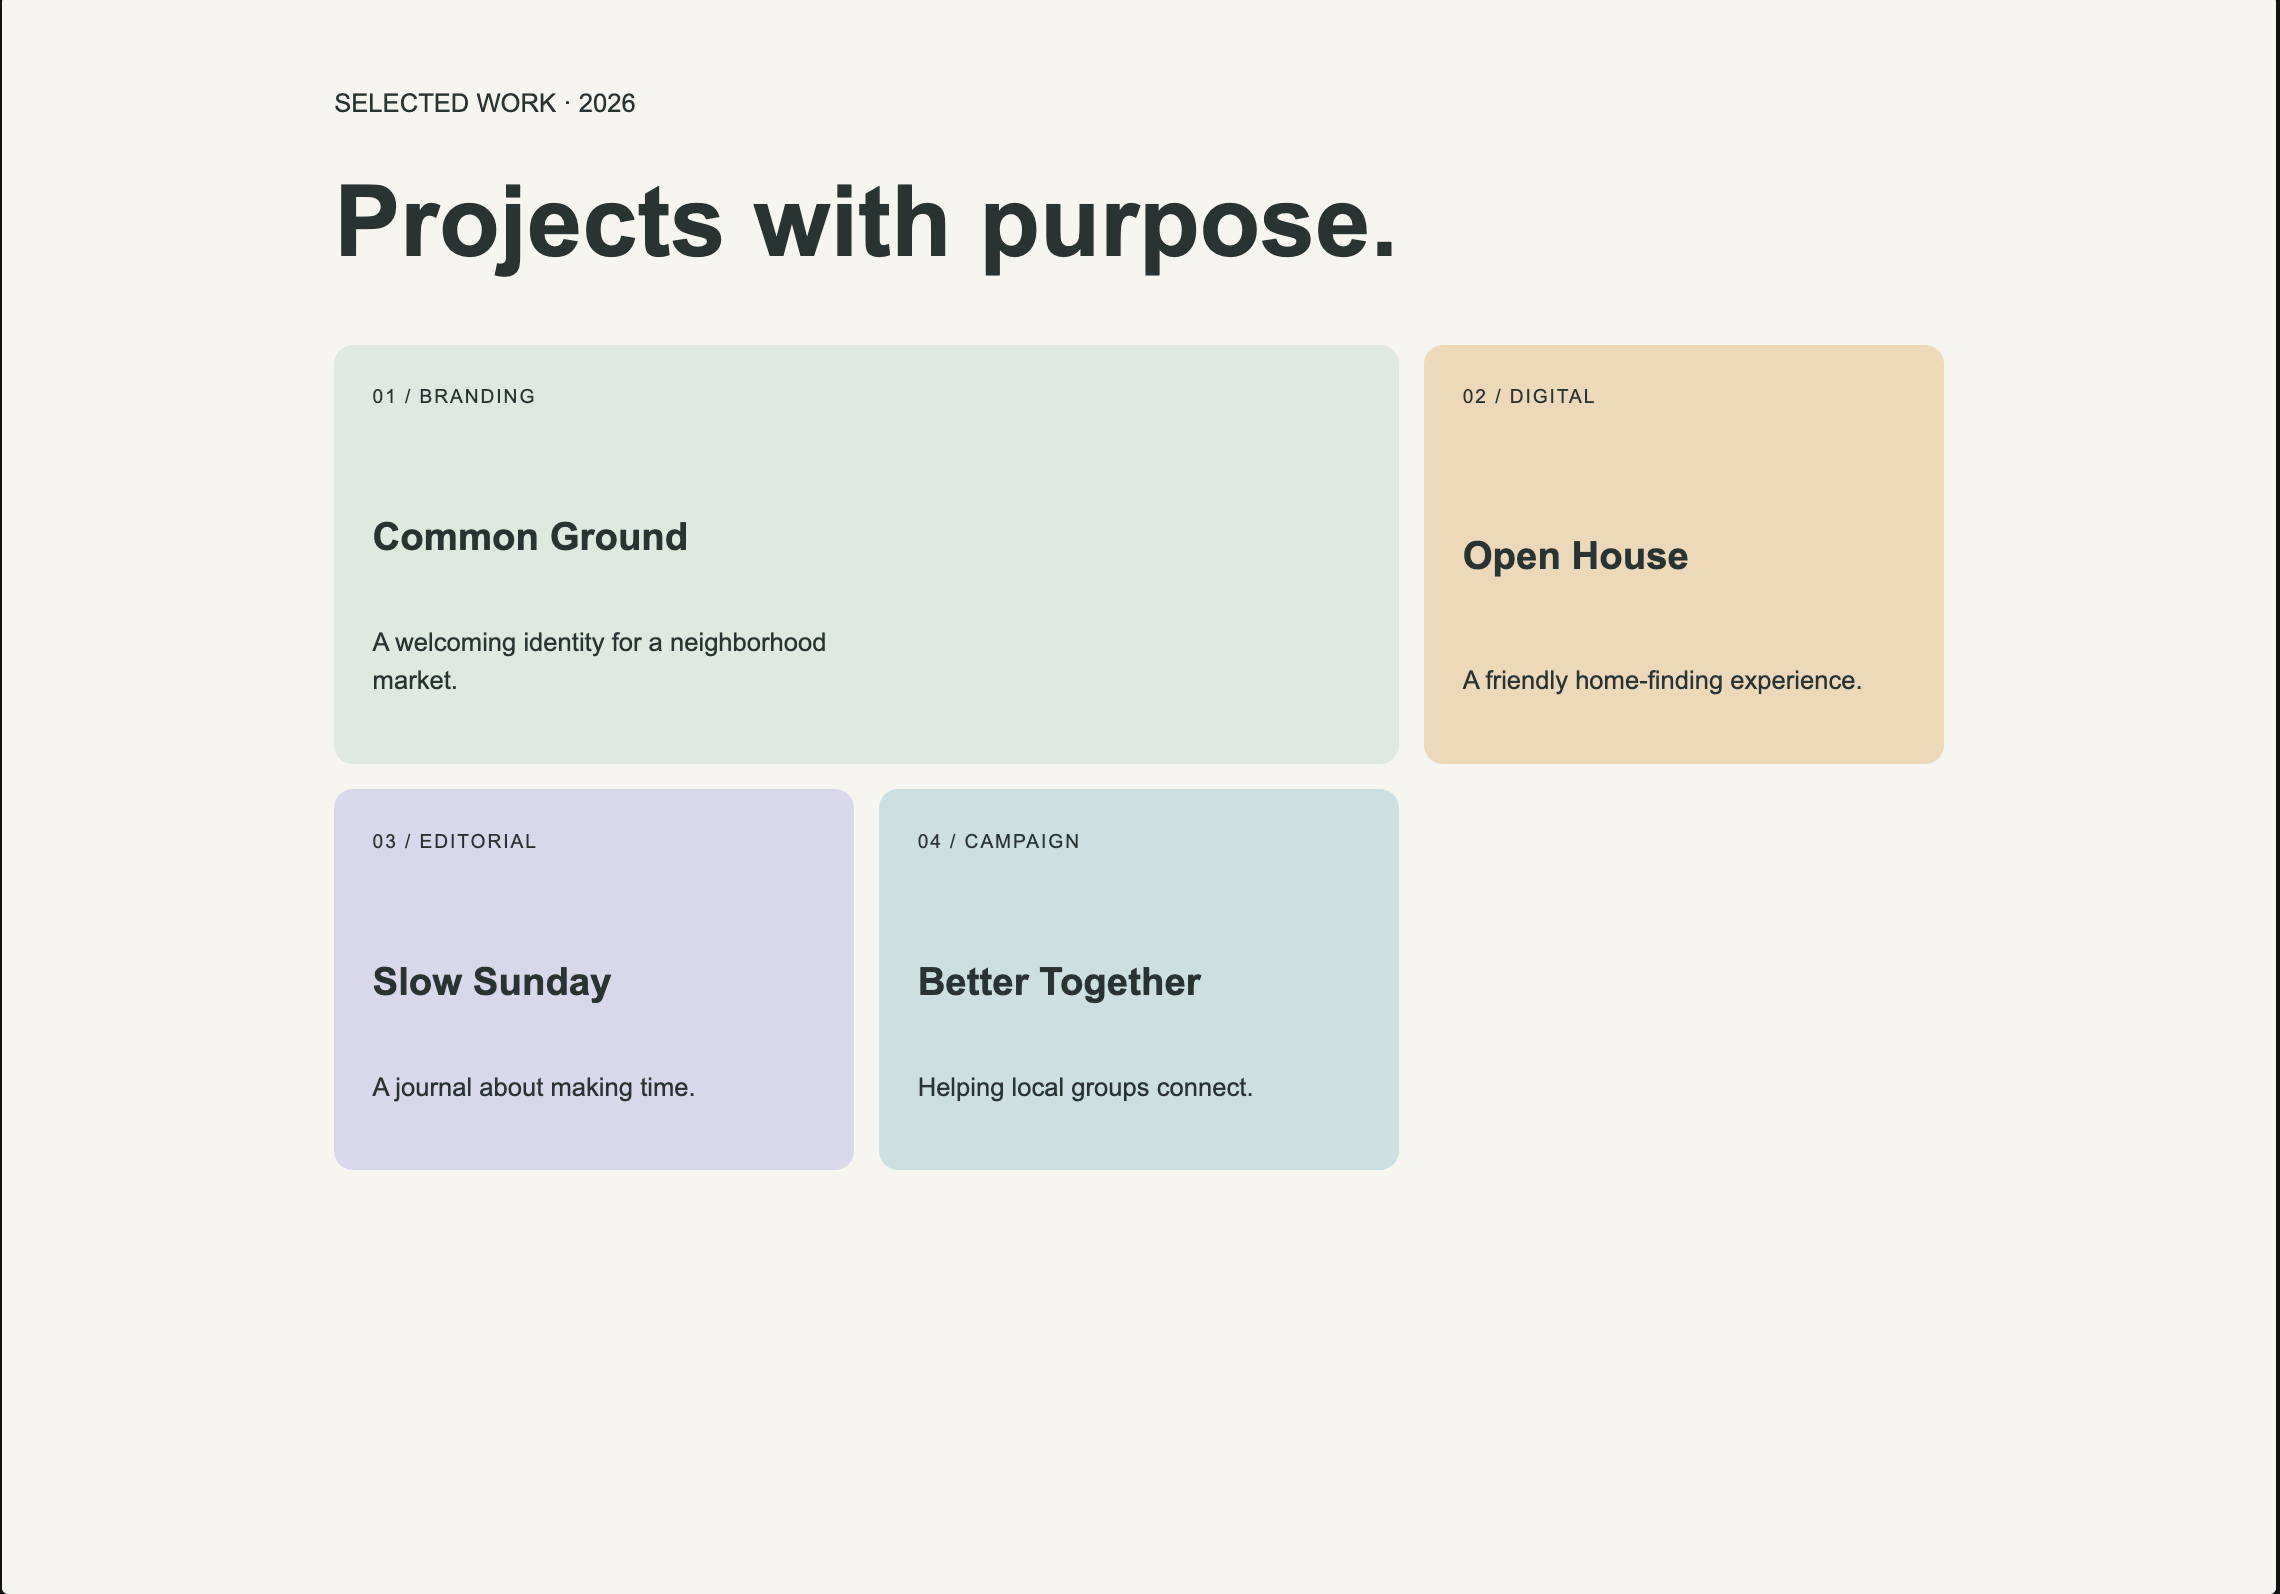 SELECTED WORK · 2026
Projects with purpose.
01 / BRANDING
Common Ground
A welcoming identity for a neighborhood
market.
02 / DIGITAL
Open House
A friendly home-finding experience.
03 / EDITORIAL
Slow Sunday
A journal about making time.
04 / CAMPAIGN
Better Together
Helping local groups connect.